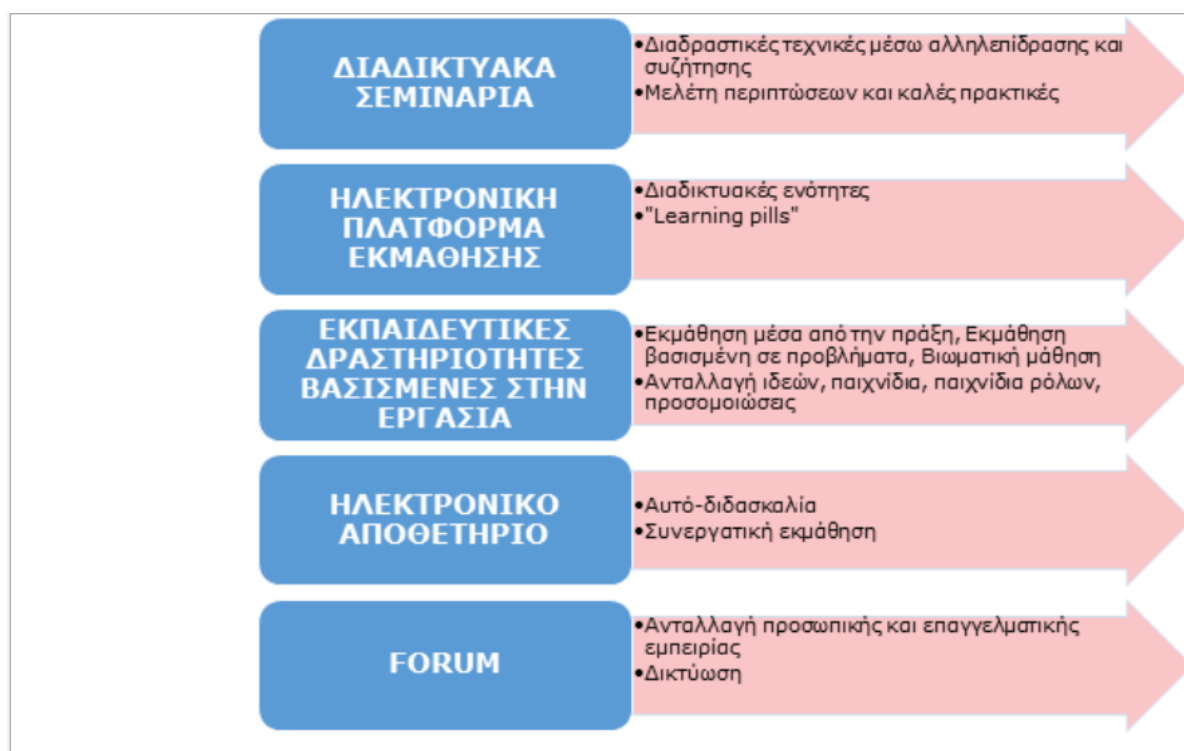 ΔΙΑΔΙΚΤΥΑΚΑ
ΣΕΜΙΝΑΡΙΑ
•Διαδραστικές τεχνικές μέσω αλληλεπίδρασης και
συζήτησης
•Μελέτη περιπτώσεων και καλές πρακτικές
ΗΛΕΚΤΡΟΝΙΚΗ
ΠΛΑΤΦΟΡΜΑ
ΕΚΜΑΘΗΣΗΣ
•Διαδικτυακές ενότητες
•"Learning pills"
ΕΚΠΑΙΔΕΥΤΙΚΕΣ
ΔΡΑΣΤΗΡΙΟΤΗΤΕΣ
ΒΑΣΙΣΜΕΝΕΣ ΣΤΗΝ
ΕΡΓΑΣΙΑ
•Εκμάθηση μέσα από την πράξη, Εκμάθηση
βασισμένη σε προβλήματα, Βιωματική μάθηση
•Ανταλλαγή ιδεών, παιχνίδια, παιχνίδια ρόλων,
προσομοιώσεις
ΗΛΕΚΤΡΟΝΙΚΟ
ΑΠΟΘΕΤΗΡΙΟ
•Αυτό-διδασκαλία
•Συνεργατική εκμάθηση
FORUM
•Ανταλλαγή προσωπικής και επαγγελματικής
εμπειρίας
•Δικτύωση